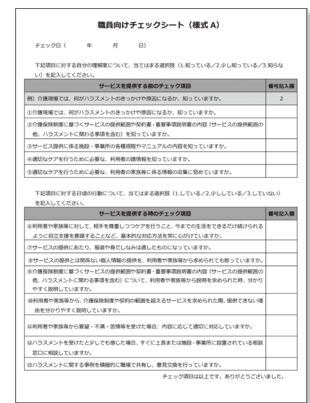 職員向けチェックシート（様式 A）
チェック日（　　　年　　　月　　　日）
下記項目に対する自分の理解度について、当てはまる選択肢（1.知っている／2.少し知っている／3.知らな
い）を記入してください。
サービスを提供する前のチェック項目　番号記入欄
例）介護現場では、何がハラスメントのきっかけや原因になるか、知っていますか。　2
①介護現場では、何がハラスメントのきっかけや原因になるか、知っていますか。
②介護保険制度に基づくサービスの提供範囲や契約書・重要事項説明書の内容（サービスの提供範囲の
他、ハラスメントに関わる事項を含む）を知っていますか。
③サービス提供に係る施設・事業所の各種規程やマニュアルの内容を知っていますか。
④適切なケアを行うために必要な、利用者の諸情報を知っていますか。
⑤適切なケアを行うために必要な、利用者や家族等に係る情報の収集に努めていますか。
下記項目に対する日頃の行動について、当てはまる選択肢（1.している／2.少ししている／3.していない）
を記入してください。
サービスを提供する時のチェック項目　番号記入欄
⑥利用者や家族等に対して、相手を尊重しつつケアを行うこと、今までの生活をできるだけ続けられる
ように自立支援を意識することなど、基本的な対応方法を常に心がけていますか。
⑦サービスの提供にあたり、服装や身だしなみは適したものになっていますか。
⑧サービスの提供とは関係ない個人情報の提供を、利用者や家族等から求められても断っていますか。
⑨介護保険制度に基づくサービスの提供範囲や契約書・重要事項説明書の内容（サービスの提供範囲の
他、ハラスメントに関わる事項を含む）について、利用者や家族等から説明を求められた時、分かり
やすく説明していますか。
⑩利用者や家族等から、介護保険制度や契約の範囲を超えるサービスを求められた際、提供できない理
由を分かりやすく説明していますか。
⑪利用者や家族等から要望・不満・苦情等を受けた場合、内容に応じて適切に対応していますか。
⑫ハラスメントを受けたと少しでも感じた場合、すぐに上長または施設・事業所に設置されている相談
窓口に相談していますか。
⑬ハラスメントに関する事例を積極的に職場で共有し、意見交換を行っていますか。
チェック項目は以上です。ありがとうございました。